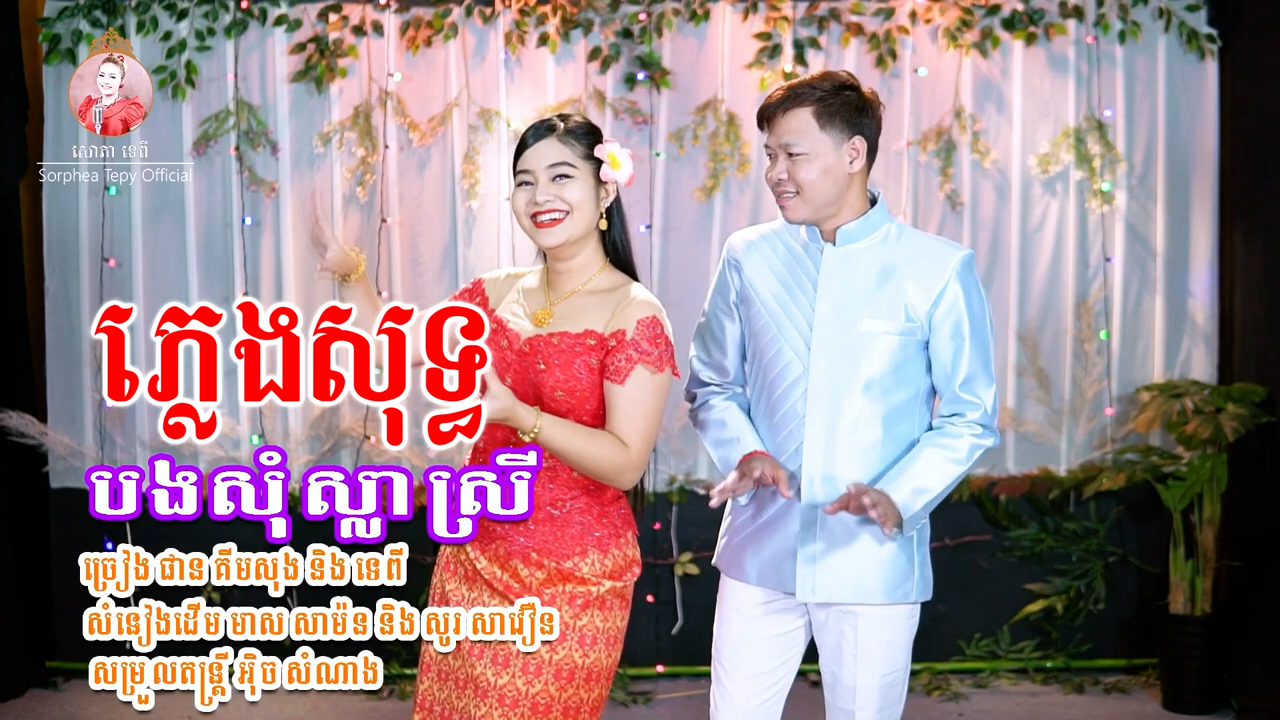 សោភា ទេពី
Sorphea Tepy Official
ភ្លេងសុទ្ធ
បងសុំស្លាស្រី
ច្រៀង ផាន គីមសុង និង ទេពី
សំនៀងដើម មាស សាម៉ន និង សូរ សាវឿន
សម្រួលតន្ត្រី អ៊ិច សំណាង